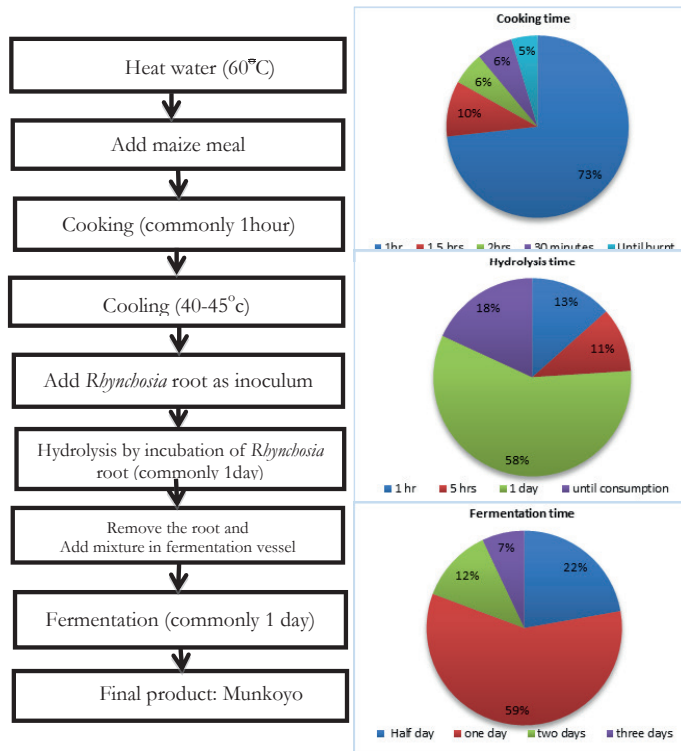 Heat water (60°C)
Add maize meal
Cooking (commonly 1hour)
Cooling (40-45°c)
Add Rhynchosia root as inoculum
Hydrolysis by incubation of Rhynchosia
root (commonly 1day)
Remove the root and
Add mixture in fermentation vessel
Fermentation (commonly 1 day)
Final product: Munkoyo
Cooking time
5%
6%
6%
10%
73%
1hr 1.5 hrs 2hrs 30 minutes Until burnt
Hydrolysis time
18%
13%
11%
58%
1 hr 5 hrs 1 day until consumption
Fermentation time
7%
22%
12%
59%
Half day one day two days three days